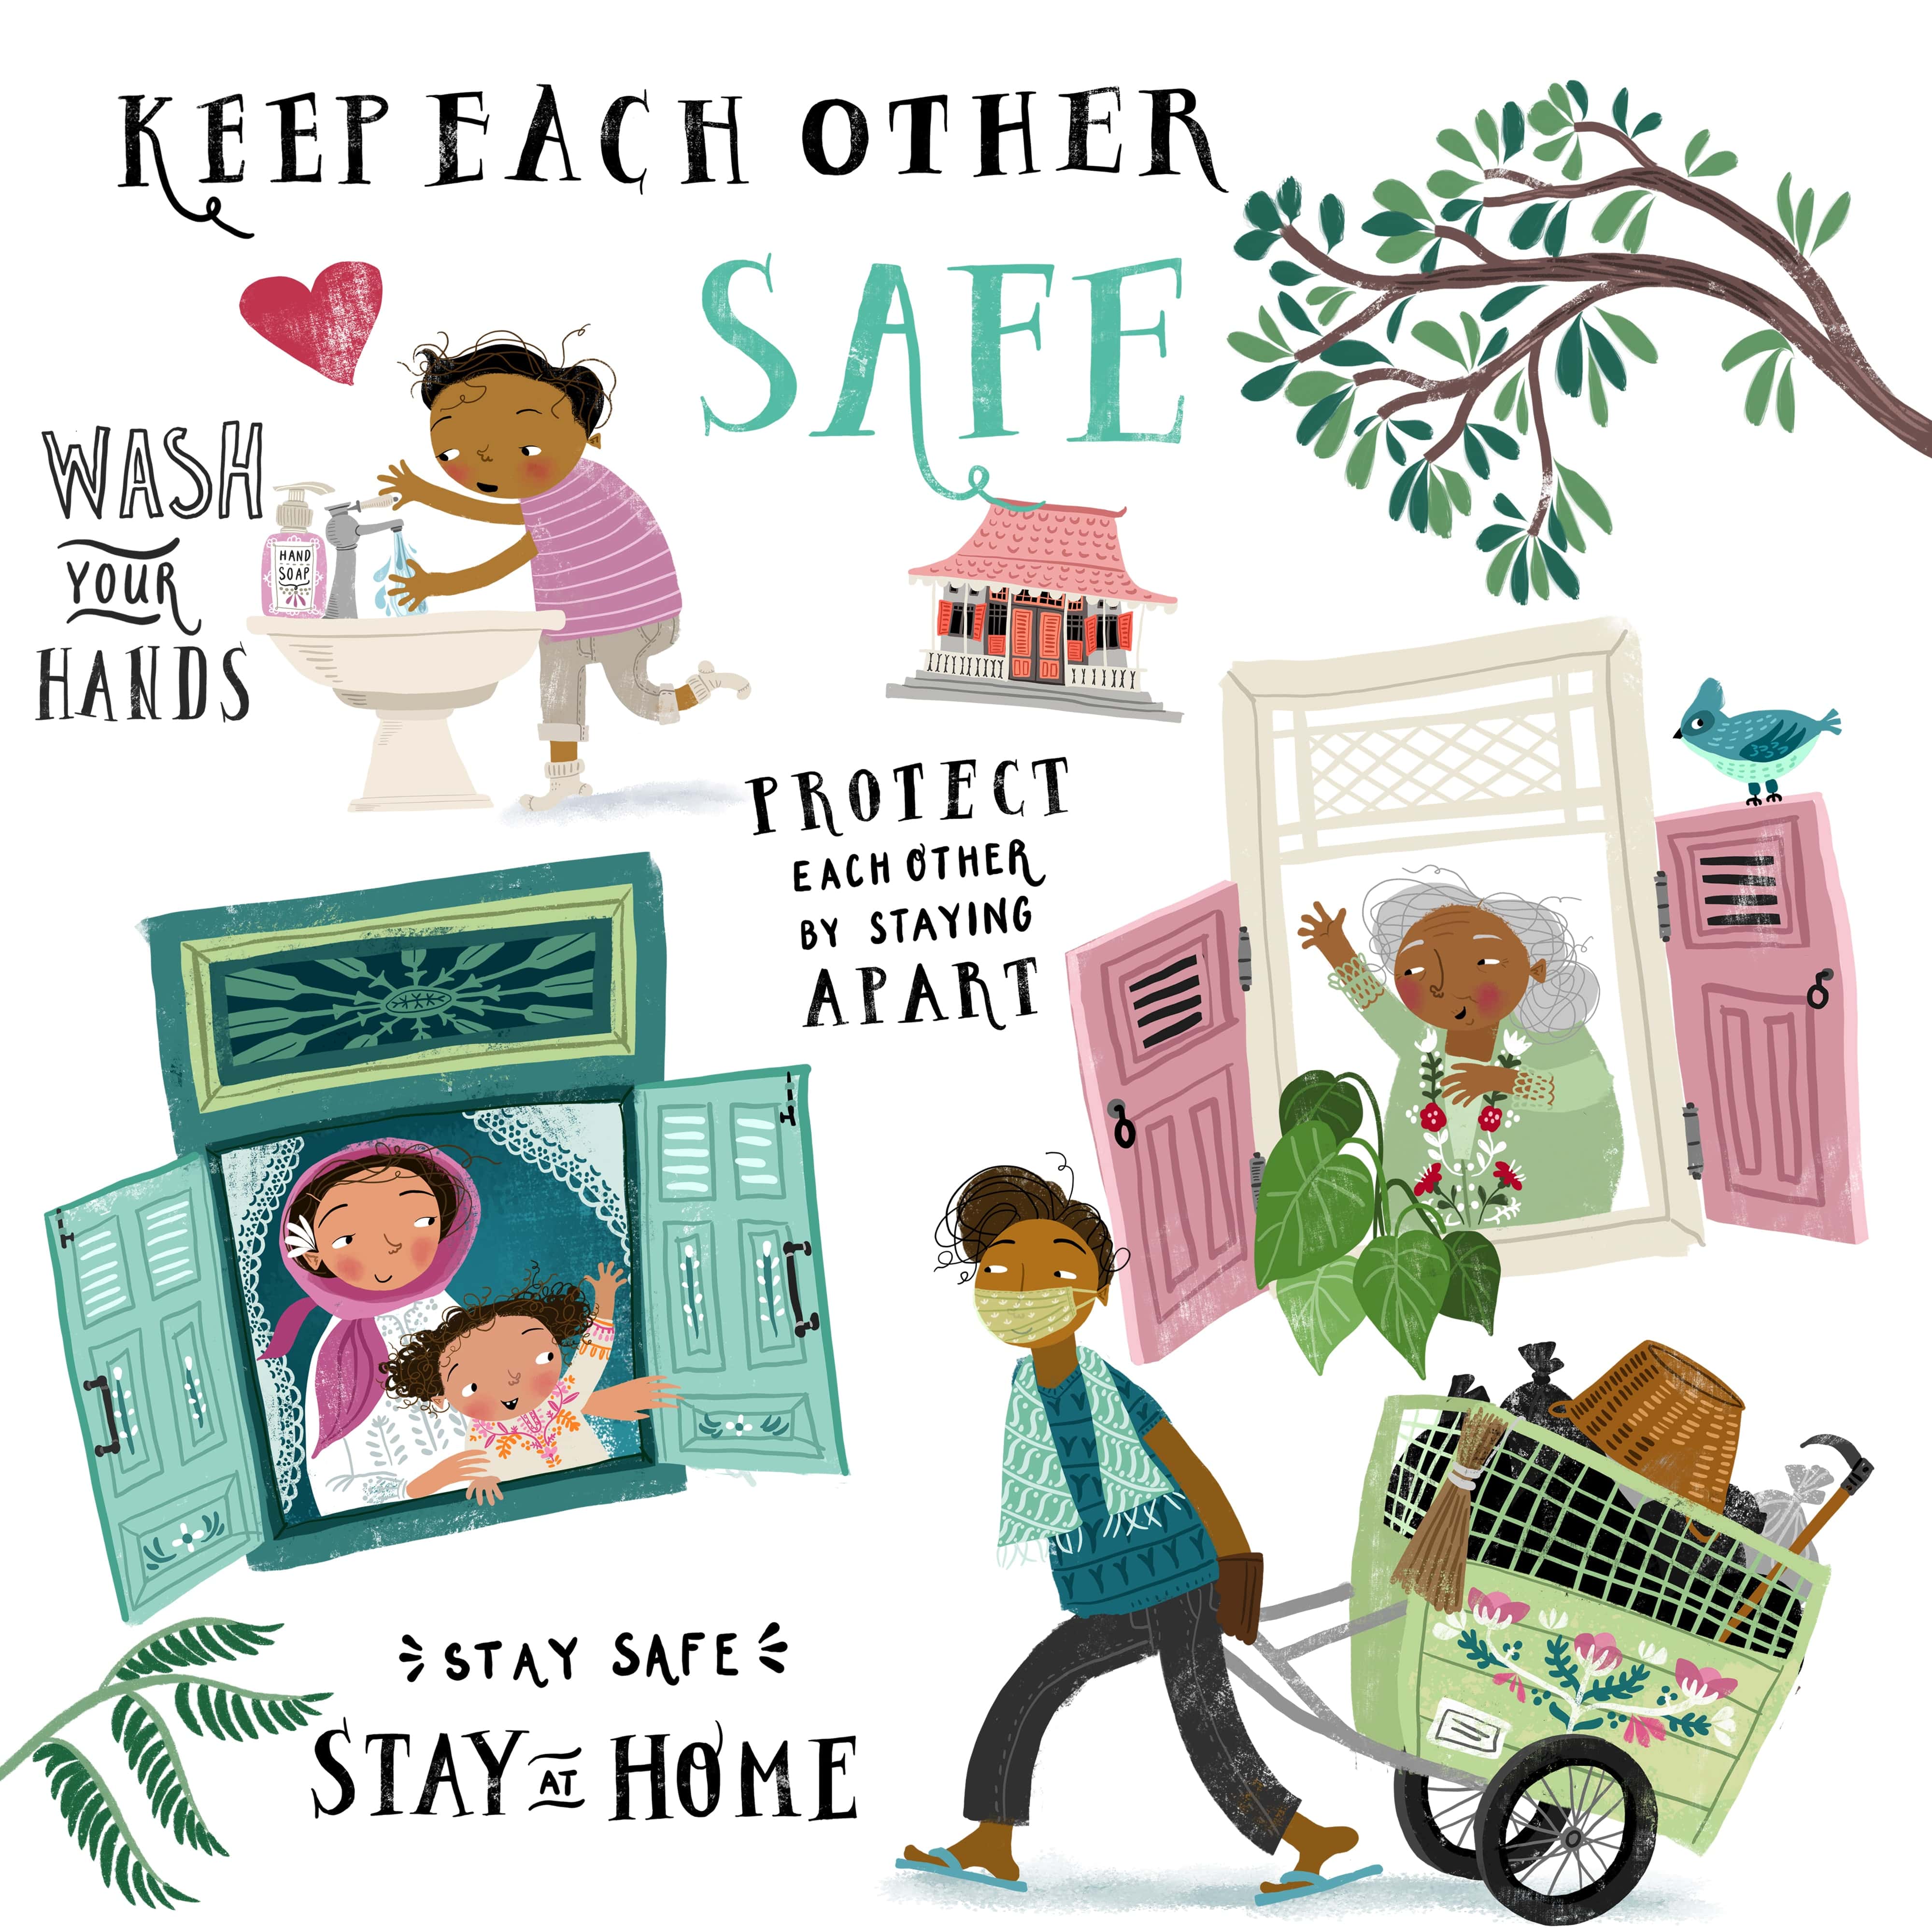 KEEP EACH OTHER
SAFE
WASH
YOUR
HANDS
HAND
SOAP
PROTECT
EACH OTHER
BY STAYING
APART
STAY SAFE
STAY AT HOME